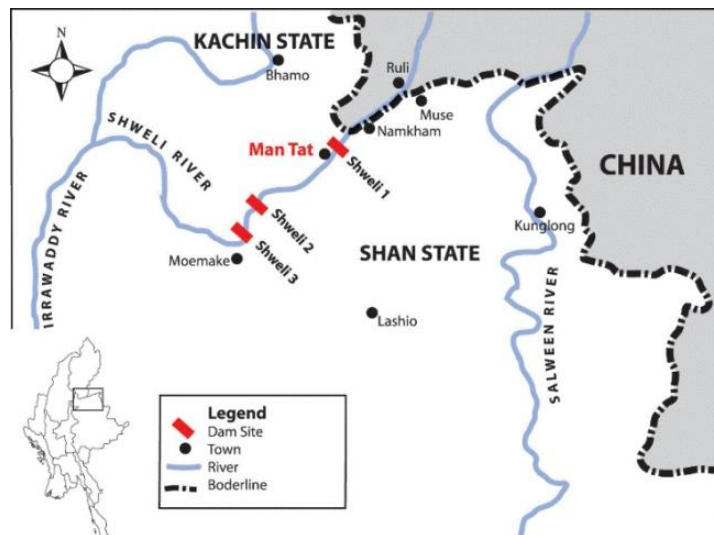 N
KACHIN STATE
Bhamo
Ruli
Muse
Namkham
SHWELI RIVER
Man Tat
Shweli 1
CHINA
Shweli 2
Kunglong
Shweli 3
SHAN STATE
Moemake
IRRAWADDY RIVER
Lashio
SALWEEN RIVER
Legend
Dam Site
Town
River
Boderline